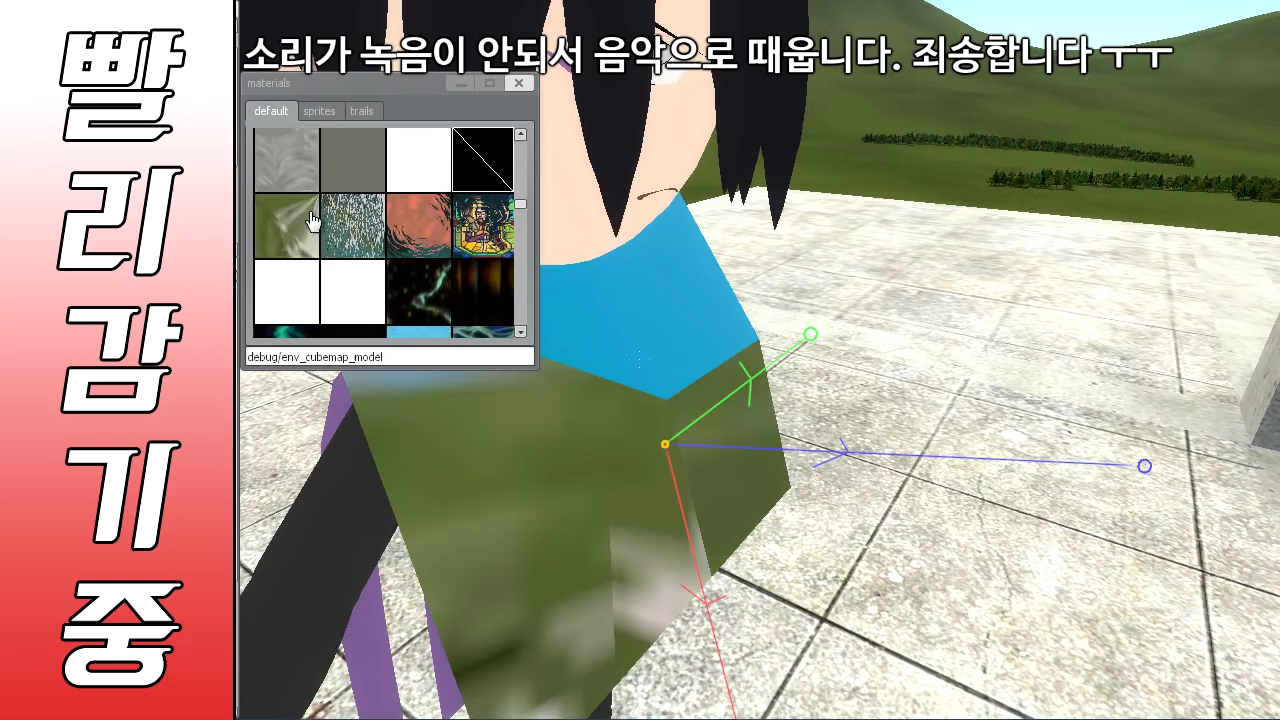 빨리감기중
소리가 녹음이 안되서 음악으로 때웁니다. 죄송합니다 ㅜㅜ
materials
default sprites trails
debug/env_cubemap_model